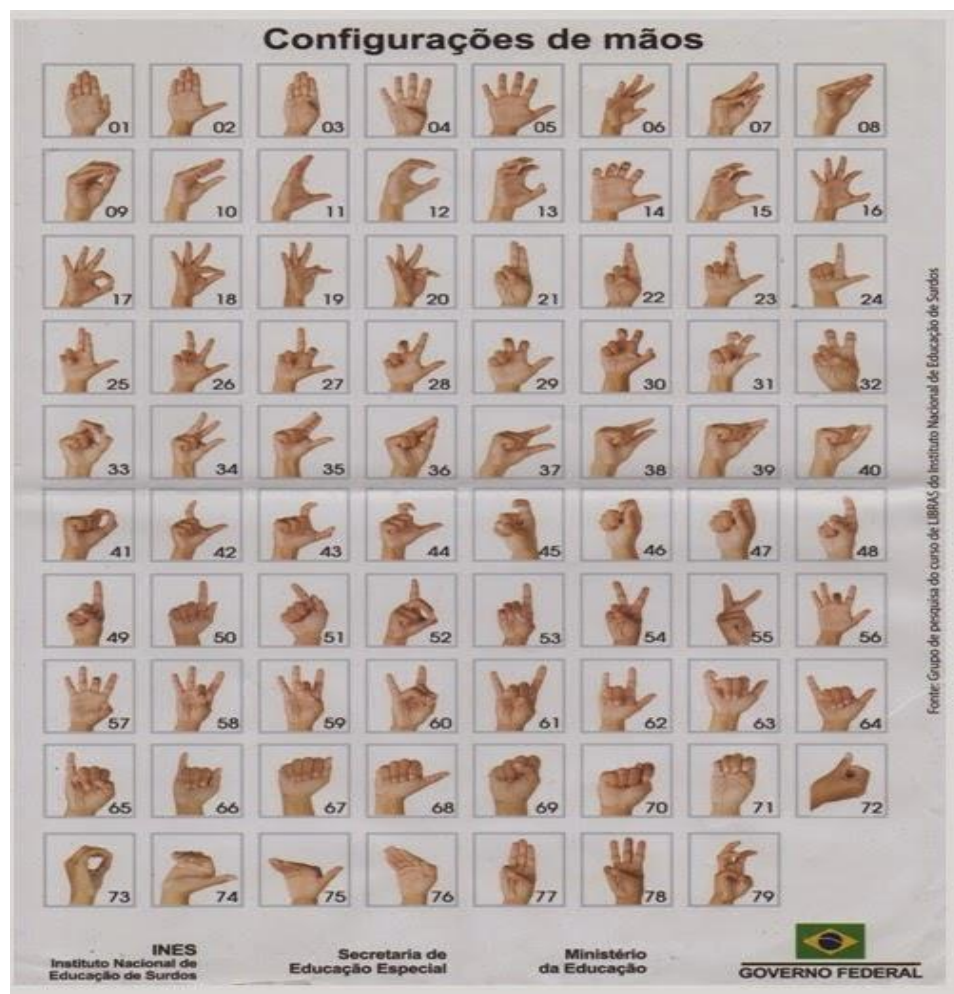 Configurações de mãos
01 02 03 04 05 06 07 08
09 10 11 12 13 14 15 16
17 18 19 20 21 22 23 24
25 26 27 28 29 30 31 32
33 34 35 36 37 38 39 40
41 42 43 44 45 46 47 48
49 50 51 52 53 54 55 56
57 58 59 60 61 62 63 64
65 66 67 68 69 70 71 72
73 74 75 76 77 78 79
Fonte: Grupo de pesquisa do curso de LIBRAS do Instituto Nacional de Educação de Surdos
INES
Instituto Nacional de
Educação de Surdos
Secretaria de
Educação Especial
Ministério
da Educação
GOVERNO FEDERAL